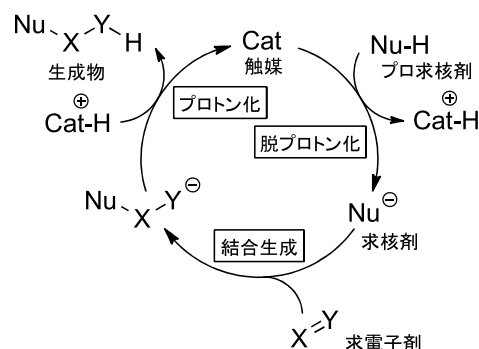 Nu X Y H
生成物
Cat
触媒
Nu-H
プロ求核剤
⊕
Cat-H
プロトン化
脱プロトン化
⊕
Cat-H
Nu X Y ⊖
Nu ⊖
求核剤
結合生成
X=Y
求電子剤